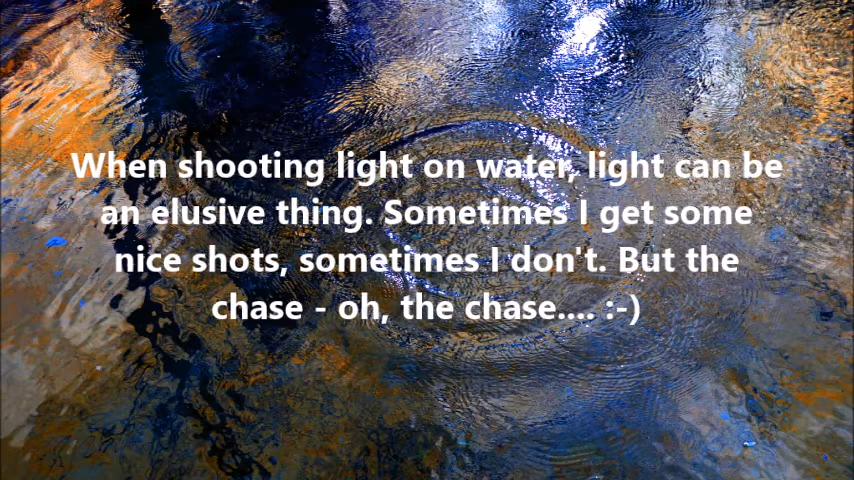 When shooting light on water, light can be
an elusive thing. Sometimes I get some
nice shots, sometimes I don't. But the
chase - oh, the chase.... :-)